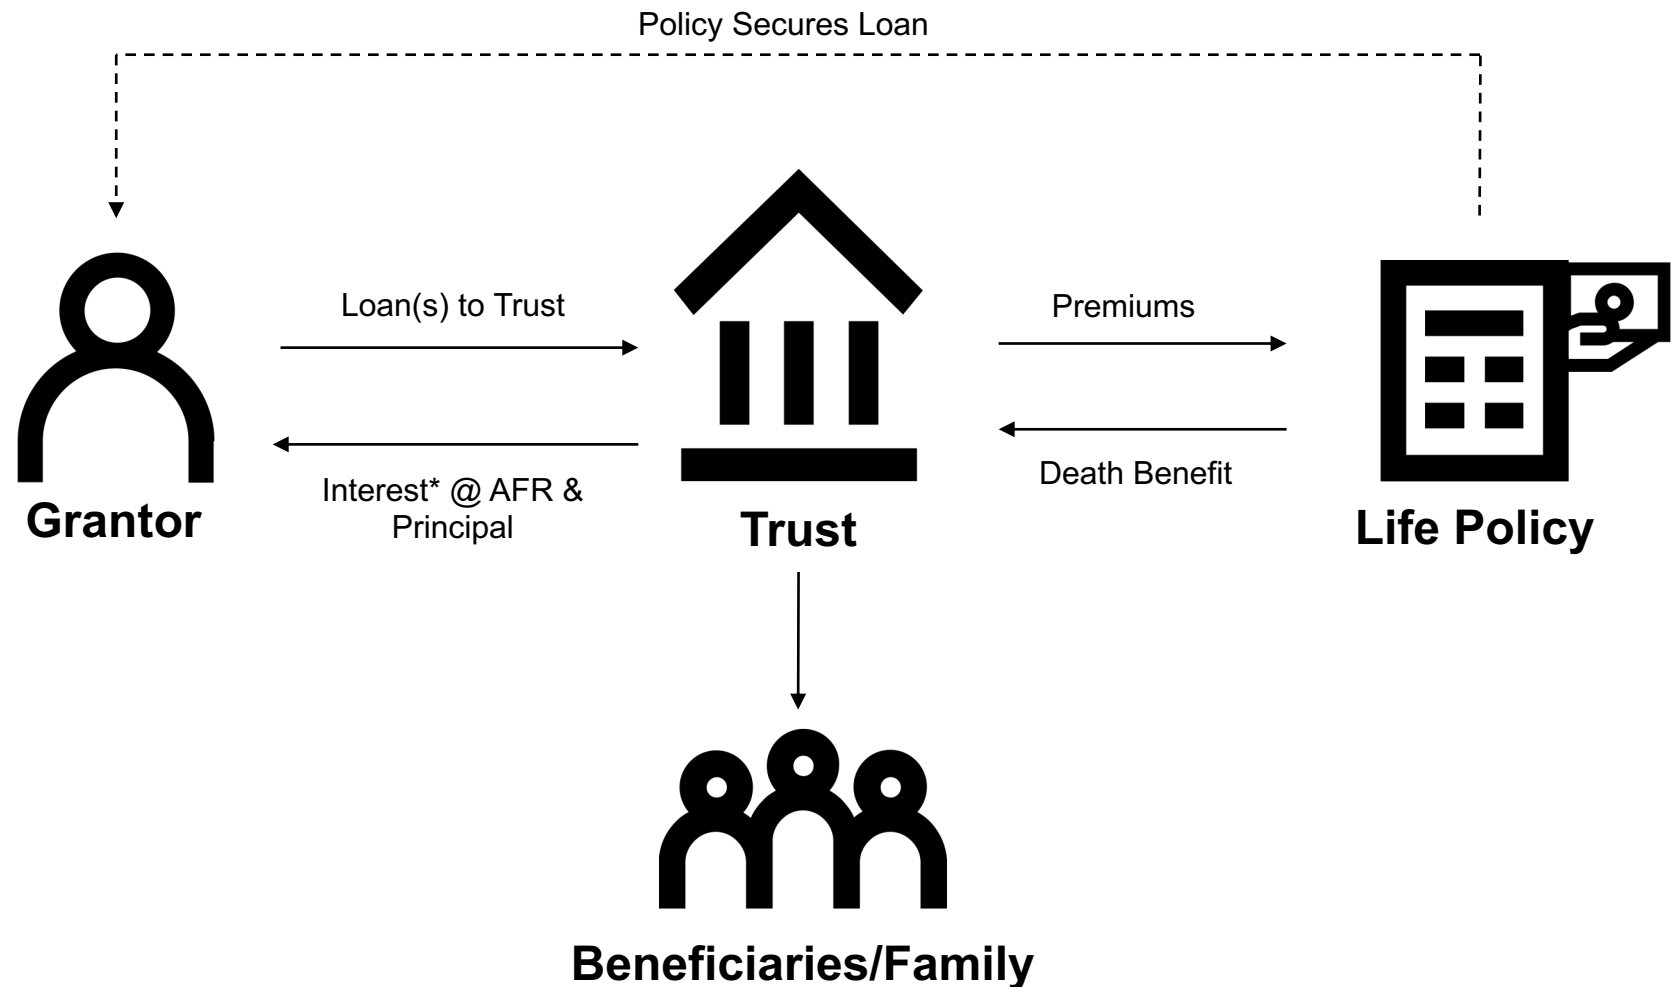 Policy Secures Loan
Loan(s) to Trust
Premiums
Interest* @ AFR &
Principal
Death Benefit
Grantor
Trust
Life Policy
Beneficiaries/Family